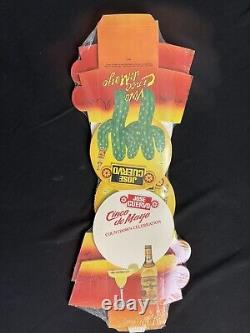 Viva
Cinco de Mayo
JOSE
CUERVO
JOSE
CUERVO
Cinco
de Mayo
COUNTDOWN CELEBRATION